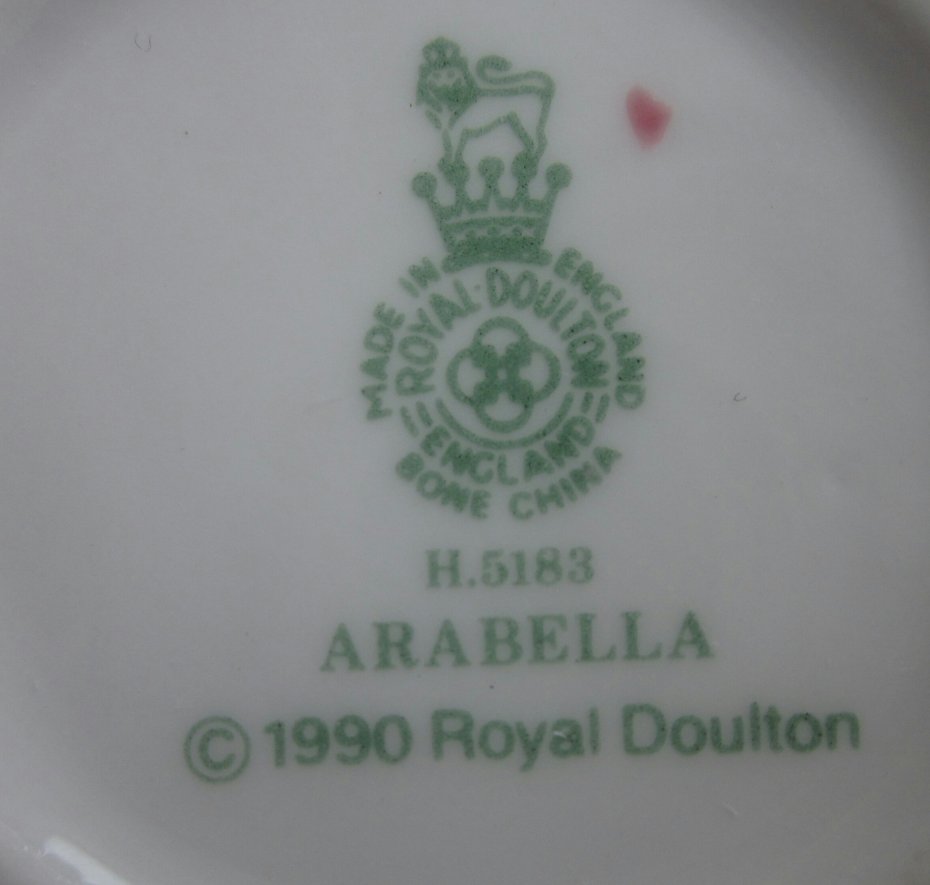 MADE IN ENGLAND
ROYAL·DOULTON
ENGLAND
BONE CHINA
H.5183
ARABELLA
© 1990 Royal Doulton